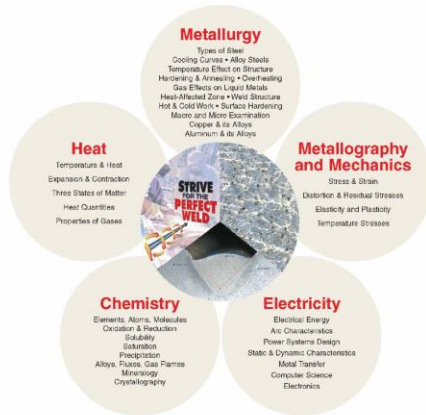 Metallurgy
Types of Steel
Cooling Curves • Alloy Steels
Temperature Effect on Structure
Hardening & Annealing • Overheating
Gas Effects on Liquid Metals
Heat-Affected Zone • Weld Structure
Hot & Cold Work • Surface Hardening
Macro and Micro Examination
Copper & its Alloys
Aluminum & its Alloys
Heat
Temperature & Heat
Expansion & Contraction
Three States of Matter
Heat Quantities
Properties of Gases
STRIVE
FOR THE
PERFECT
WELD
Metallography
and Mechanics
Stress & Strain
Distortion & Residual Stresses
Elasticity and Plasticity
Temperature Stresses
Chemistry
Elements, Atoms, Molecules
Oxidation & Reduction
Solubility
Saturation
Precipitation
Alloys, Fluxes, Gas Flames
Mineralogy
Crystallography
Electricity
Electrical Energy
Arc Characteristics
Power Systems Design
Static & Dynamic Characteristics
Metal Transfer
Computer Science
Electronics